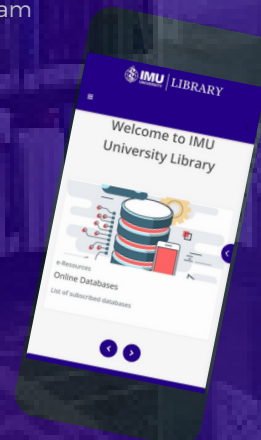 am
IMU
UNIVERSITY
LIBRARY
Welcome to IMU
University Library
e-Resources
Online Databases
List of subscribed databases